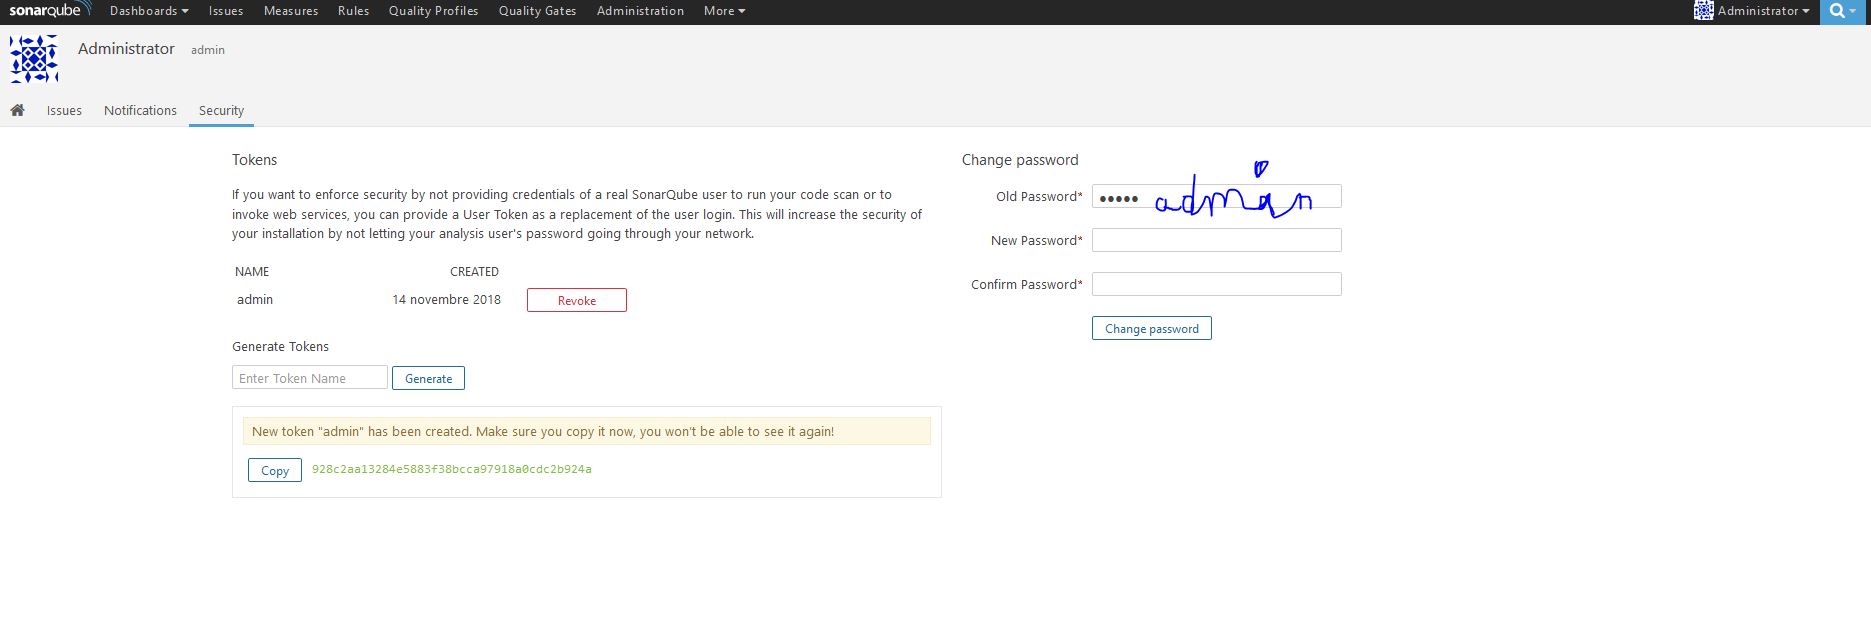 sonarqube Dashboards Issues Measures Rules Quality Profiles Quality Gates Administration More Administrator
Administrator admin
Issues Notifications Security
Tokens
If you want to enforce security by not providing credentials of a real SonarQube user to run your code scan or to
invoke web services, you can provide a User Token as a replacement of the user login. This will increase the security of
your installation by not letting your analysis user's password going through your network.
NAME CREATED
admin 14 novembre 2018 Revoke
Generate Tokens
Enter Token Name Generate
New token "admin" has been created. Make sure you copy it now, you won't be able to see it again!
Copy 928c2aa13284e5883f38bcca97918a0cdc2b924a
Change password
Old Password* ••••• admin
New Password*
Confirm Password*
Change password